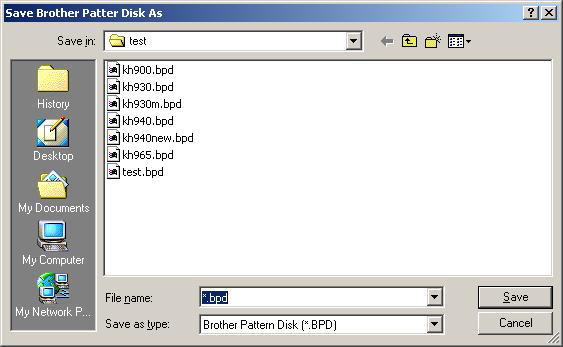 Save Brother Patter Disk As
Save in: test
History
Desktop
My Documents
My Computer
My Network P...
kh900.bpd
kh930.bpd
kh930m.bpd
kh940.bpd
kh940new.bpd
kh965.bpd
test.bpd
File name: *.bpd Save
Save as type: Brother Pattern Disk (*.BPD) Cancel